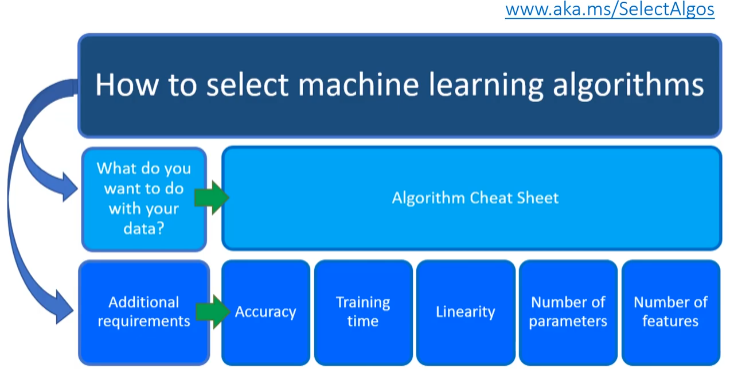 www.aka.ms/SelectAlgos
How to select machine learning algorithms
What do you
want to do
with your
data?
Algorithm Cheat Sheet
Additional
requirements
Accuracy
Training
time
Linearity
Number of
parameters
Number of
features